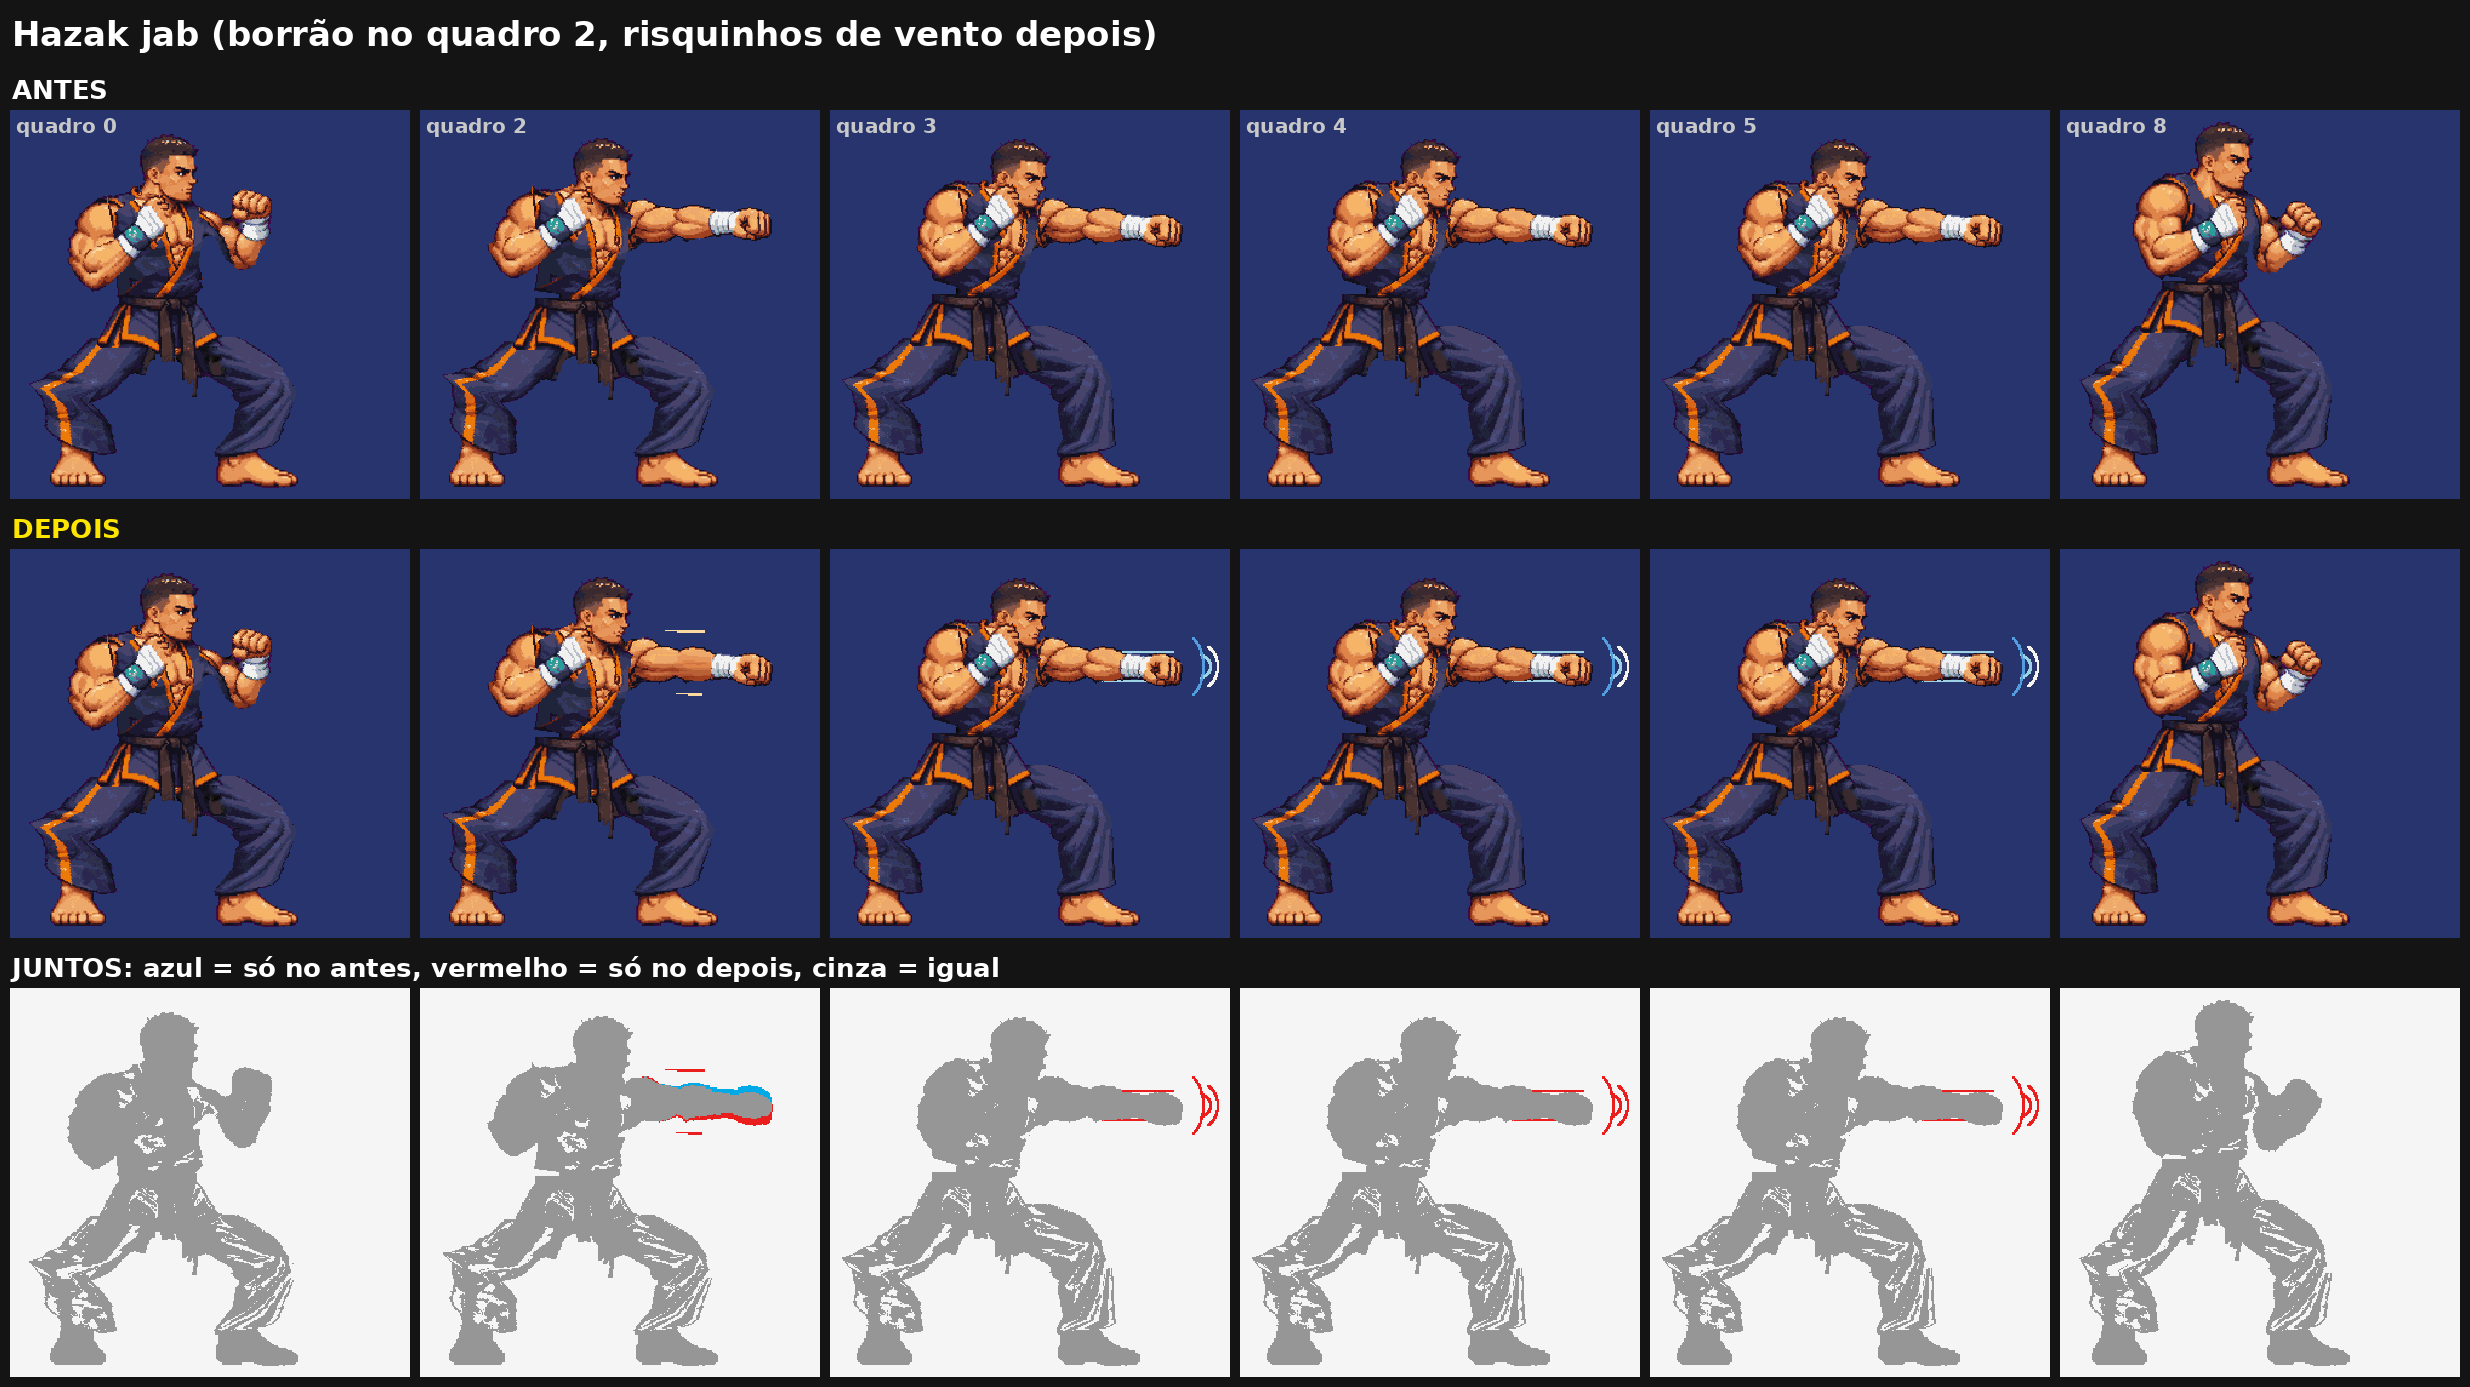 Hazak jab (borrão no quadro 2, risquinhos de vento depois)
ANTES
quadro 0 quadro 2 quadro 3 quadro 4 quadro 5 quadro 8
DEPOIS
JUNTOS: azul = só no antes, vermelho = só no depois, cinza = igual